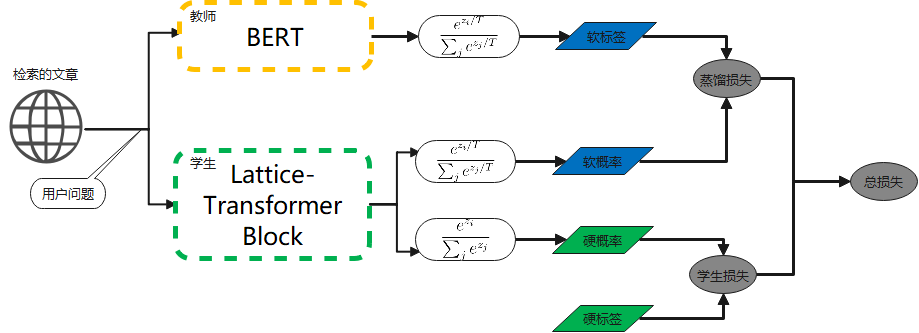 教师
BERT
检索的文章
用户问题
学生
Lattice-
Transformer
Block
e^{z_i/T}
∑_j e^{z_j/T}
软标签
蒸馏损失
e^{z_i/T}
∑_j e^{z_j/T}
软概率
总损失
e^{z_i}
∑_j e^{z_j}
硬概率
学生损失
硬标签